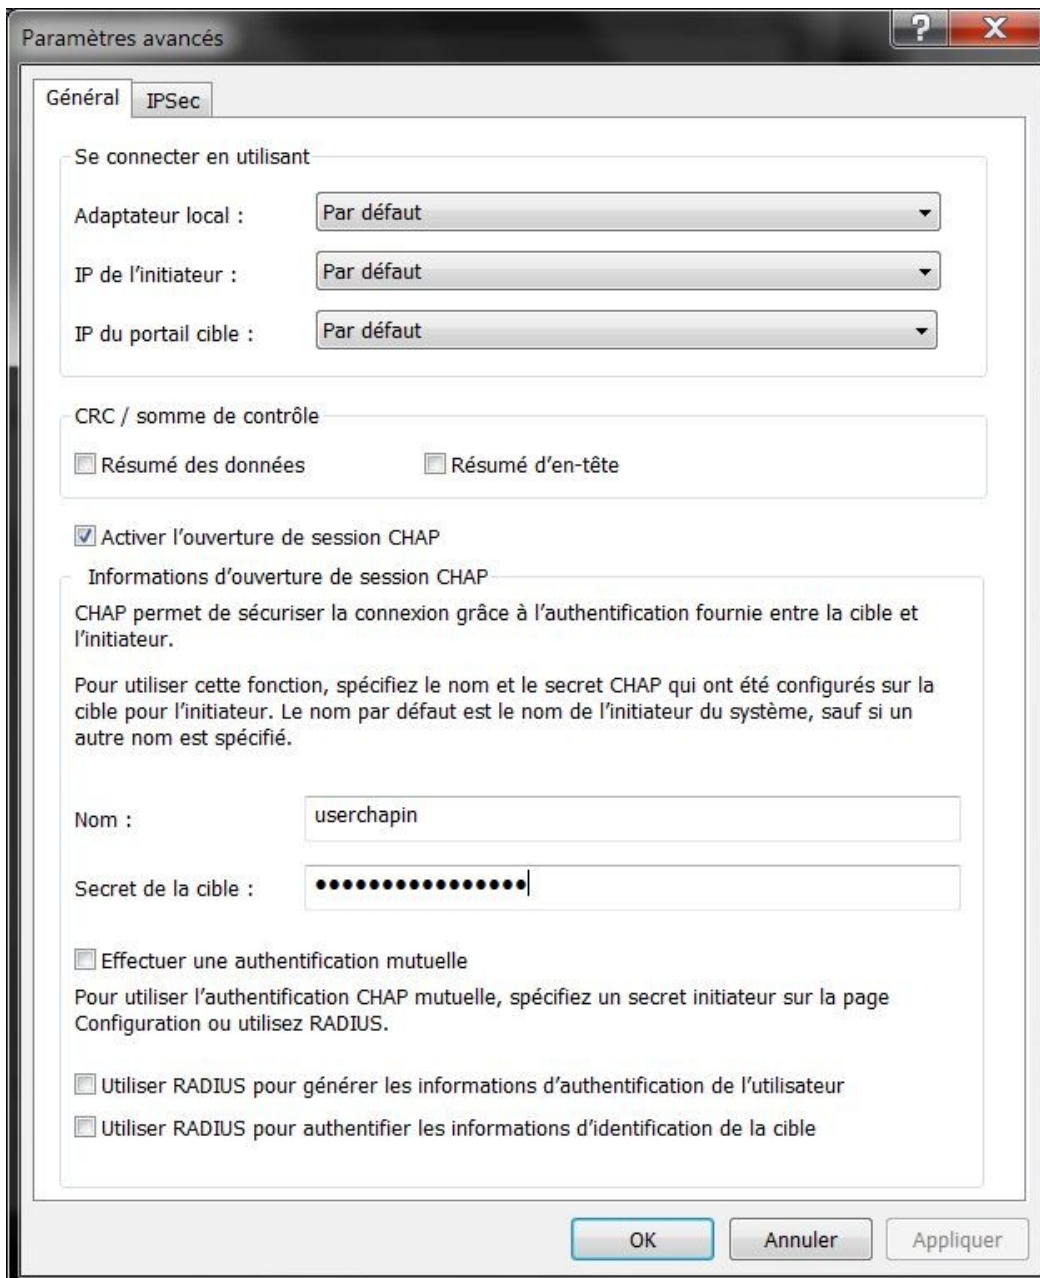 Paramètres avancés
?
X
Général
IPSec
Se connecter en utilisant
Adaptateur local :
Par défaut
IP de l’initiateur :
Par défaut
IP du portail cible :
Par défaut
CRC / somme de contrôle
Résumé des données
Résumé d’en-tête
Activer l’ouverture de session CHAP
Informations d’ouverture de session CHAP
CHAP permet de sécuriser la connexion grâce à l’authentification fournie entre la cible et
l’initiateur.
Pour utiliser cette fonction, spécifiez le nom et le secret CHAP qui ont été configurés sur la
cible pour l’initiateur. Le nom par défaut est le nom de l’initiateur du système, sauf si un
autre nom est spécifié.
Nom :
userchapin
Secret de la cible :
••••••••••••••••
Effectuer une authentification mutuelle
Pour utiliser l’authentification CHAP mutuelle, spécifiez un secret initiateur sur la page
Configuration ou utilisez RADIUS.
Utiliser RADIUS pour générer les informations d’authentification de l’utilisateur
Utiliser RADIUS pour authentifier les informations d’identification de la cible
OK
Annuler
Appliquer